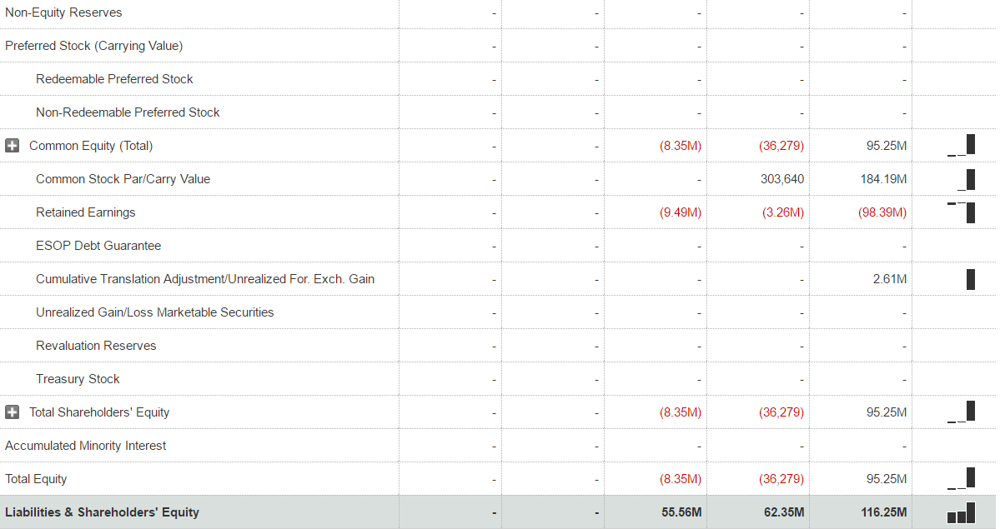 Non-Equity Reserves - - - - -
Preferred Stock (Carrying Value) - - - - -
Redeemable Preferred Stock - - - - -
Non-Redeemable Preferred Stock - - - - -
Common Equity (Total) - - (8.35M) (36,279) 95.25M
Common Stock Par/Carry Value - - - 303,640 184.19M
Retained Earnings - - (9.49M) (3.26M) (98.39M)
ESOP Debt Guarantee - - - - -
Cumulative Translation Adjustment/Unrealized For. Exch. Gain - - - - 2.61M
Unrealized Gain/Loss Marketable Securities - - - - -
Revaluation Reserves - - - - -
Treasury Stock - - - - -
Total Shareholders' Equity - - (8.35M) (36,279) 95.25M
Accumulated Minority Interest - - - - -
Total Equity - - (8.35M) (36,279) 95.25M
Liabilities & Shareholders' Equity - - 55.56M 62.35M 116.25M